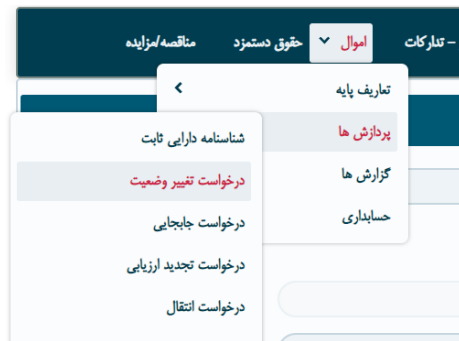 – تدارکات اموال حقوق دستمزد مناقصه/مزایده
تعاریف پایه
پردازش ها
گزارش ها
حسابداری
شناسنامه دارایی ثابت
درخواست تغییر وضعیت
درخواست جابجایی
درخواست تجدید ارزیابی
درخواست انتقال